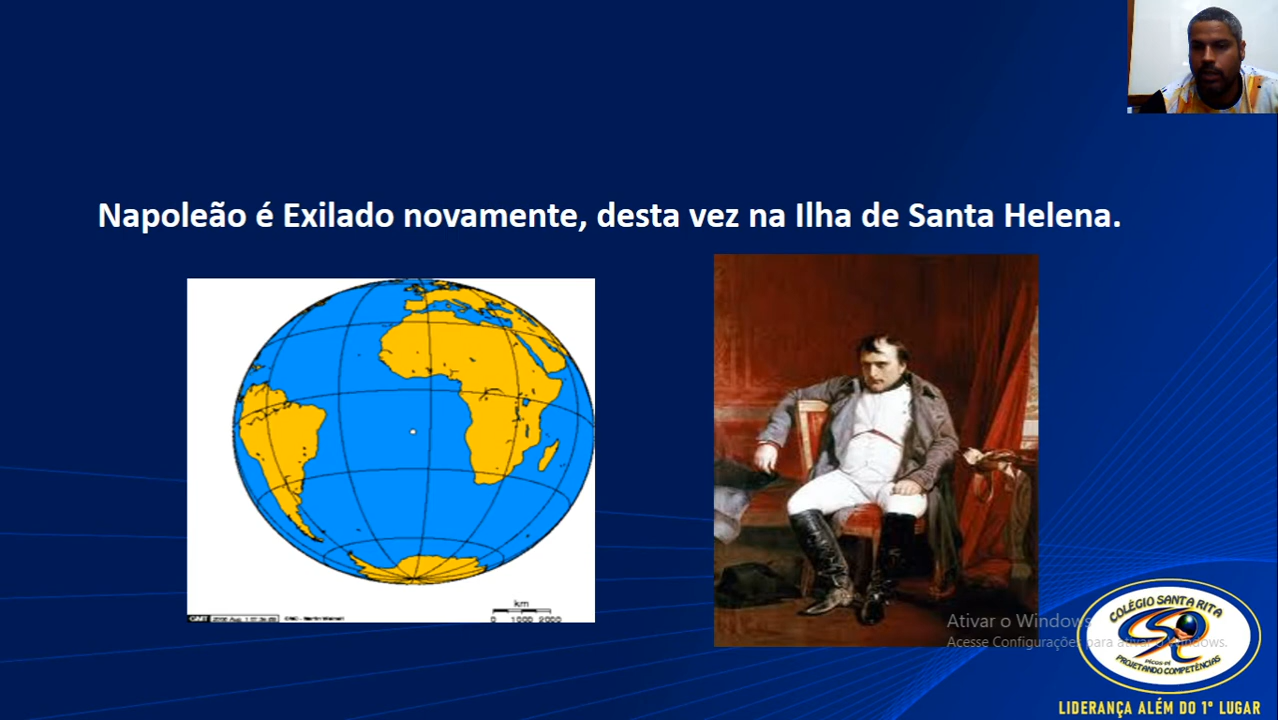 Napoleão é Exilado novamente, desta vez na Ilha de Santa Helena.
km
0 1000 2000
GMT
Ativar o Windows
Acesse Configurações para ativar o Windows.
COLÉGIO SANTA RITA
PROJETANDO COMPETÊNCIAS
LIDERANÇA ALÉM DO 1º LUGAR